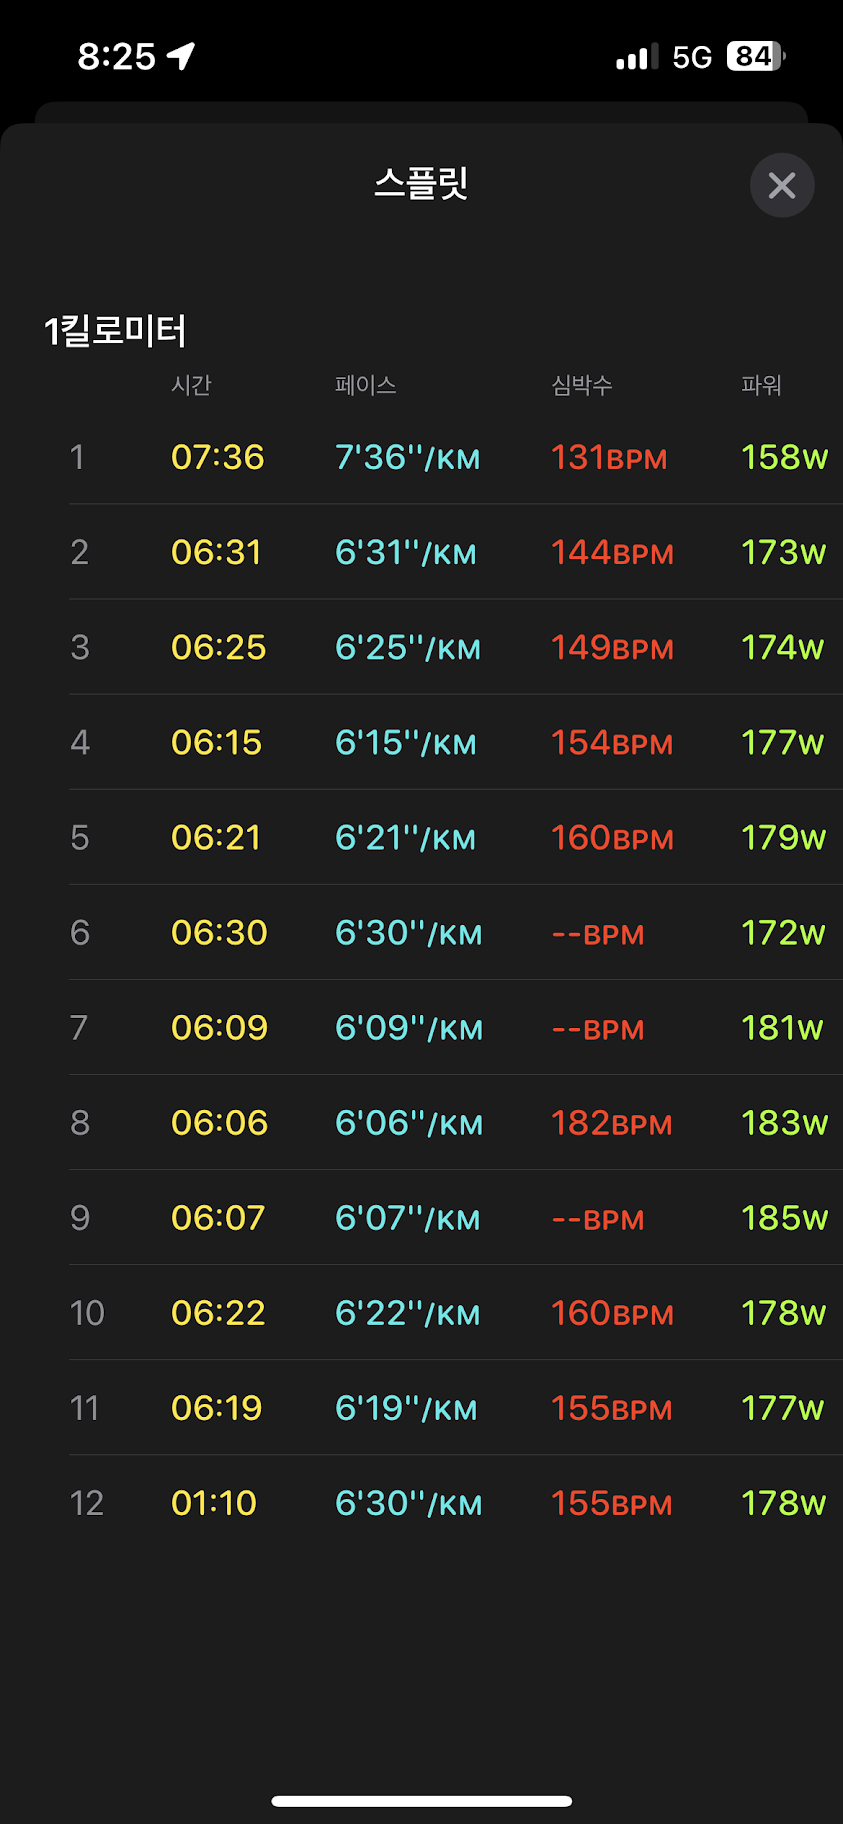 8:25 5G 84
스플릿
1킬로미터
시간 페이스 심박수 파워
1 07:36 7'36''/KM 131BPM 158W
2 06:31 6'31''/KM 144BPM 173W
3 06:25 6'25''/KM 149BPM 174W
4 06:15 6'15''/KM 154BPM 177W
5 06:21 6'21''/KM 160BPM 179W
6 06:30 6'30''/KM --BPM 172W
7 06:09 6'09''/KM --BPM 181W
8 06:06 6'06''/KM 182BPM 183W
9 06:07 6'07''/KM --BPM 185W
10 06:22 6'22''/KM 160BPM 178W
11 06:19 6'19''/KM 155BPM 177W
12 01:10 6'30''/KM 155BPM 178W